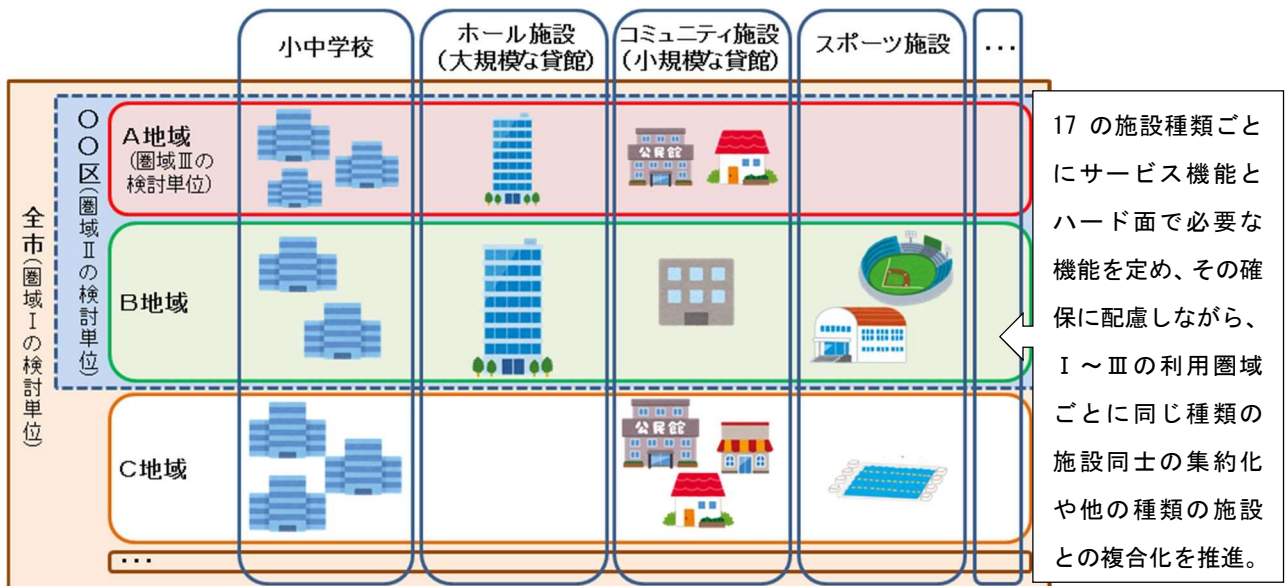 小中学校
ホール施設
(大規模な貸館)
コミュニティ施設
(小規模な貸館)
スポーツ施設
...
全市(圏域Ⅰの検討単位)
〇〇区(圏域Ⅱの検討単位)
A地域
(圏域Ⅲの
検討単位)
公民館
B地域
C地域
公民館
...
17 の施設種類ごと
にサービス機能と
ハード面で必要な
機能を定め、その確
保に配慮しながら、
Ⅰ~Ⅲの利用圏域
ごとに同じ種類の
施設同士の集約化
や他の種類の施設
との複合化を推進。